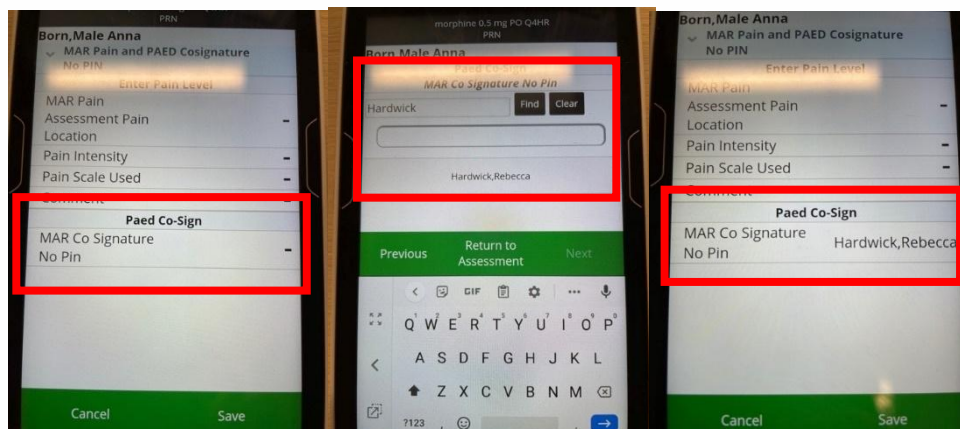 PRN
Born,Male Anna
MAR Pain and PAED Cosignature
No PIN
Enter Pain Level
MAR Pain
Assessment Pain -
Location
Pain Intensity -
Pain Scale Used -
Comment -
Paed Co-Sign
MAR Co Signature
No Pin -
Cancel Save
morphine 0.5 mg PO Q4HR
PRN
Born,Male Anna
Paed Co-Sign
MAR Co Signature No Pin
Hardwick Find Clear
Hardwick,Rebecca
Previous Return to Assessment Next
GIF
Q W E R T Y U I O P
A S D F G H J K L
Z X C V B N M
?123 , .
Born,Male Anna
MAR Pain and PAED Cosignature
No PIN
Enter Pain Level
MAR Pain
Assessment Pain -
Location
Pain Intensity -
Pain Scale Used -
Comment -
Paed Co-Sign
MAR Co Signature
No Pin Hardwick,Rebecca
Cancel Save